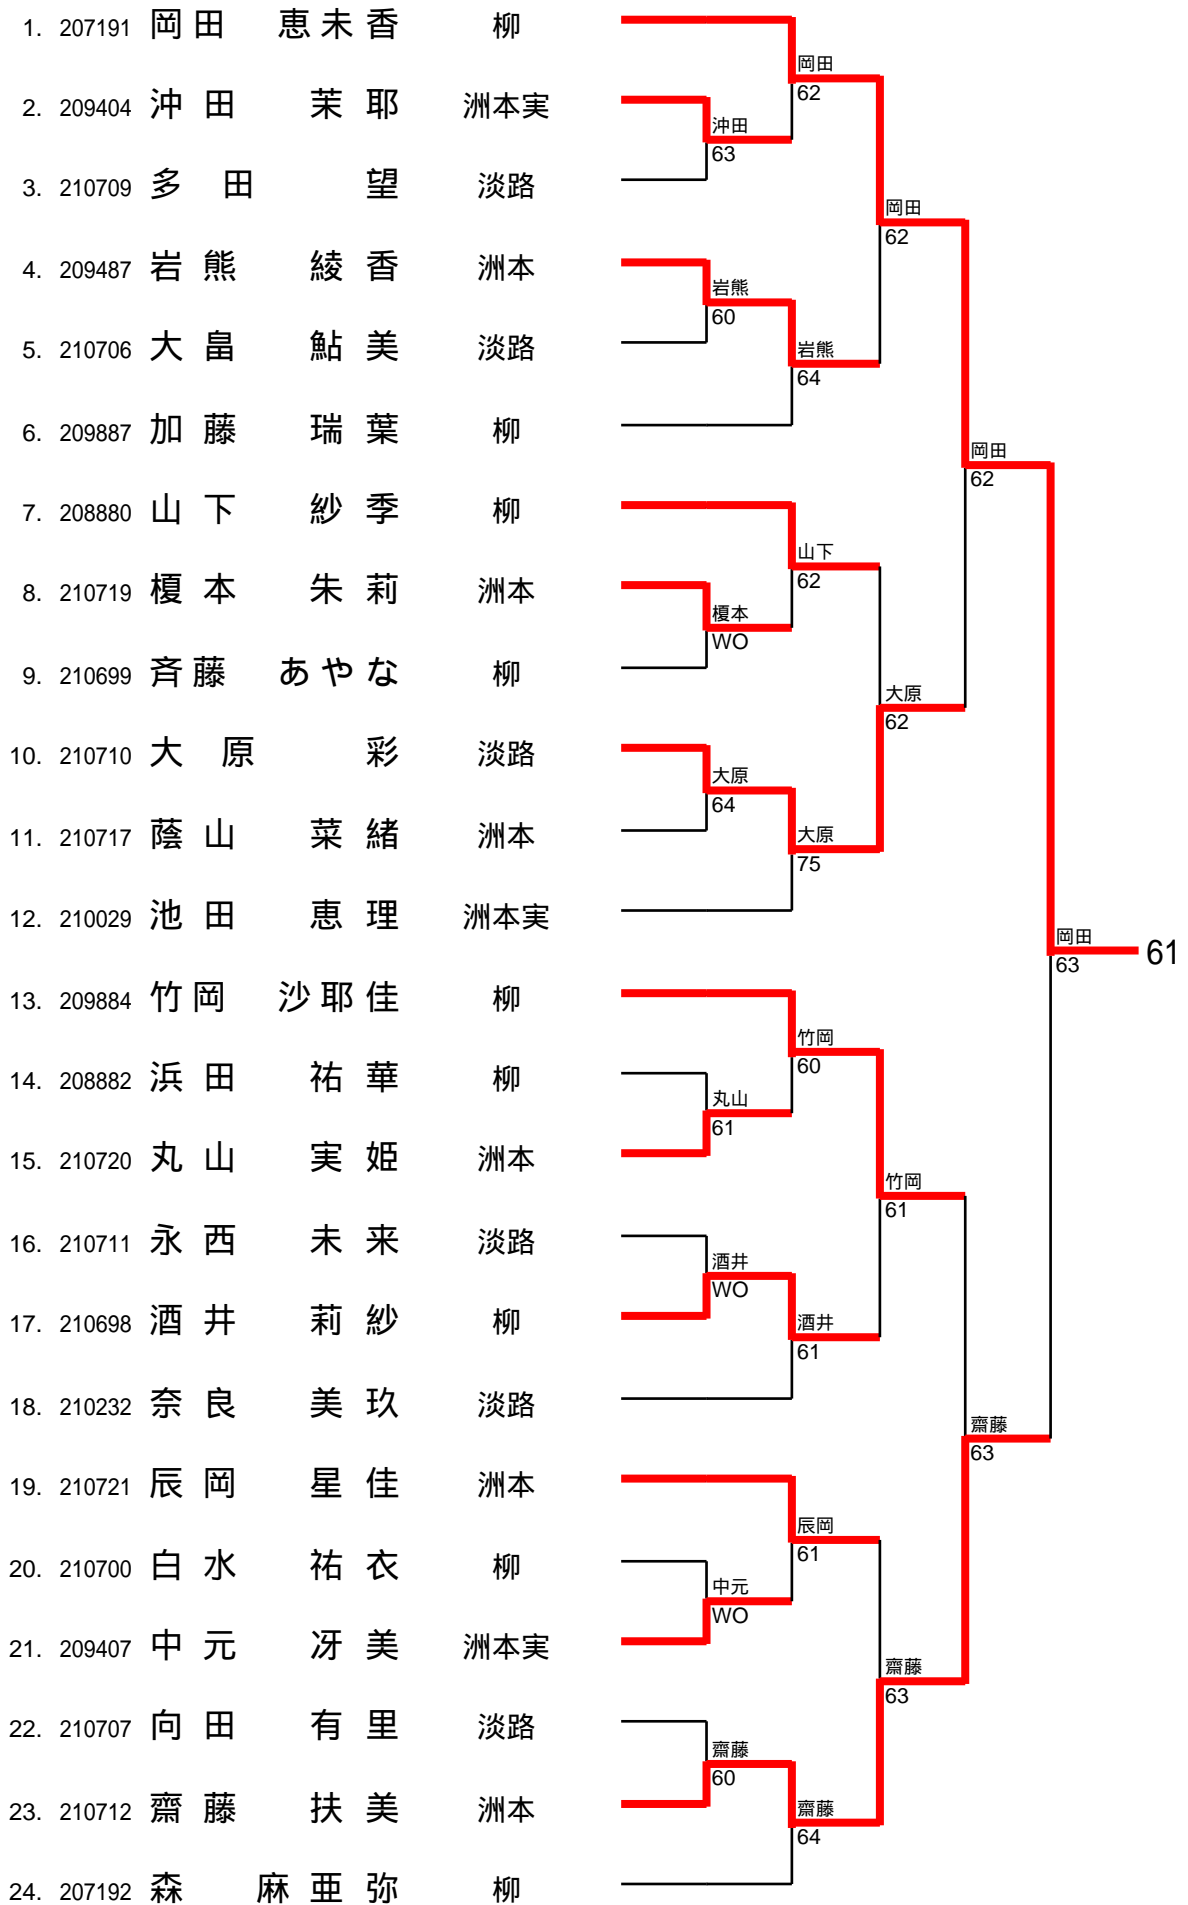 1. 207191 岡田 恵未香 柳
岡田
62
2. 209404 沖田 茉耶 洲本実
沖田
63
3. 210709 多田 望 淡路
岡田
62
4. 209487 岩熊 綾香 洲本
岩熊
60
5. 210706 大畠 鮎美 淡路
岩熊
64
6. 209887 加藤 瑞葉 柳
岡田
62
7. 208880 山下 紗季 柳
山下
62
8. 210719 榎本 朱莉 洲本
榎本
WO
9. 210699 斉藤 あやな 柳
大原
62
10. 210710 大原 彩 淡路
大原
64
11. 210717 蔭山 菜緒 洲本
大原
75
12. 210029 池田 恵理 洲本実
岡田
63
61
13. 209884 竹岡 沙耶佳 柳
竹岡
60
14. 208882 浜田 祐華 柳
丸山
61
15. 210720 丸山 実姫 洲本
竹岡
61
16. 210711 永西 未来 淡路
酒井
WO
17. 210698 酒井 莉紗 柳
酒井
61
18. 210232 奈良 美玖 淡路
齋藤
63
19. 210721 辰岡 星佳 洲本
辰岡
61
20. 210700 白水 祐衣 柳
中元
WO
21. 209407 中元 冴美 洲本実
齋藤
63
22. 210707 向田 有里 淡路
齋藤
60
23. 210712 齋藤 扶美 洲本
齋藤
64
24. 207192 森 麻亜弥 柳